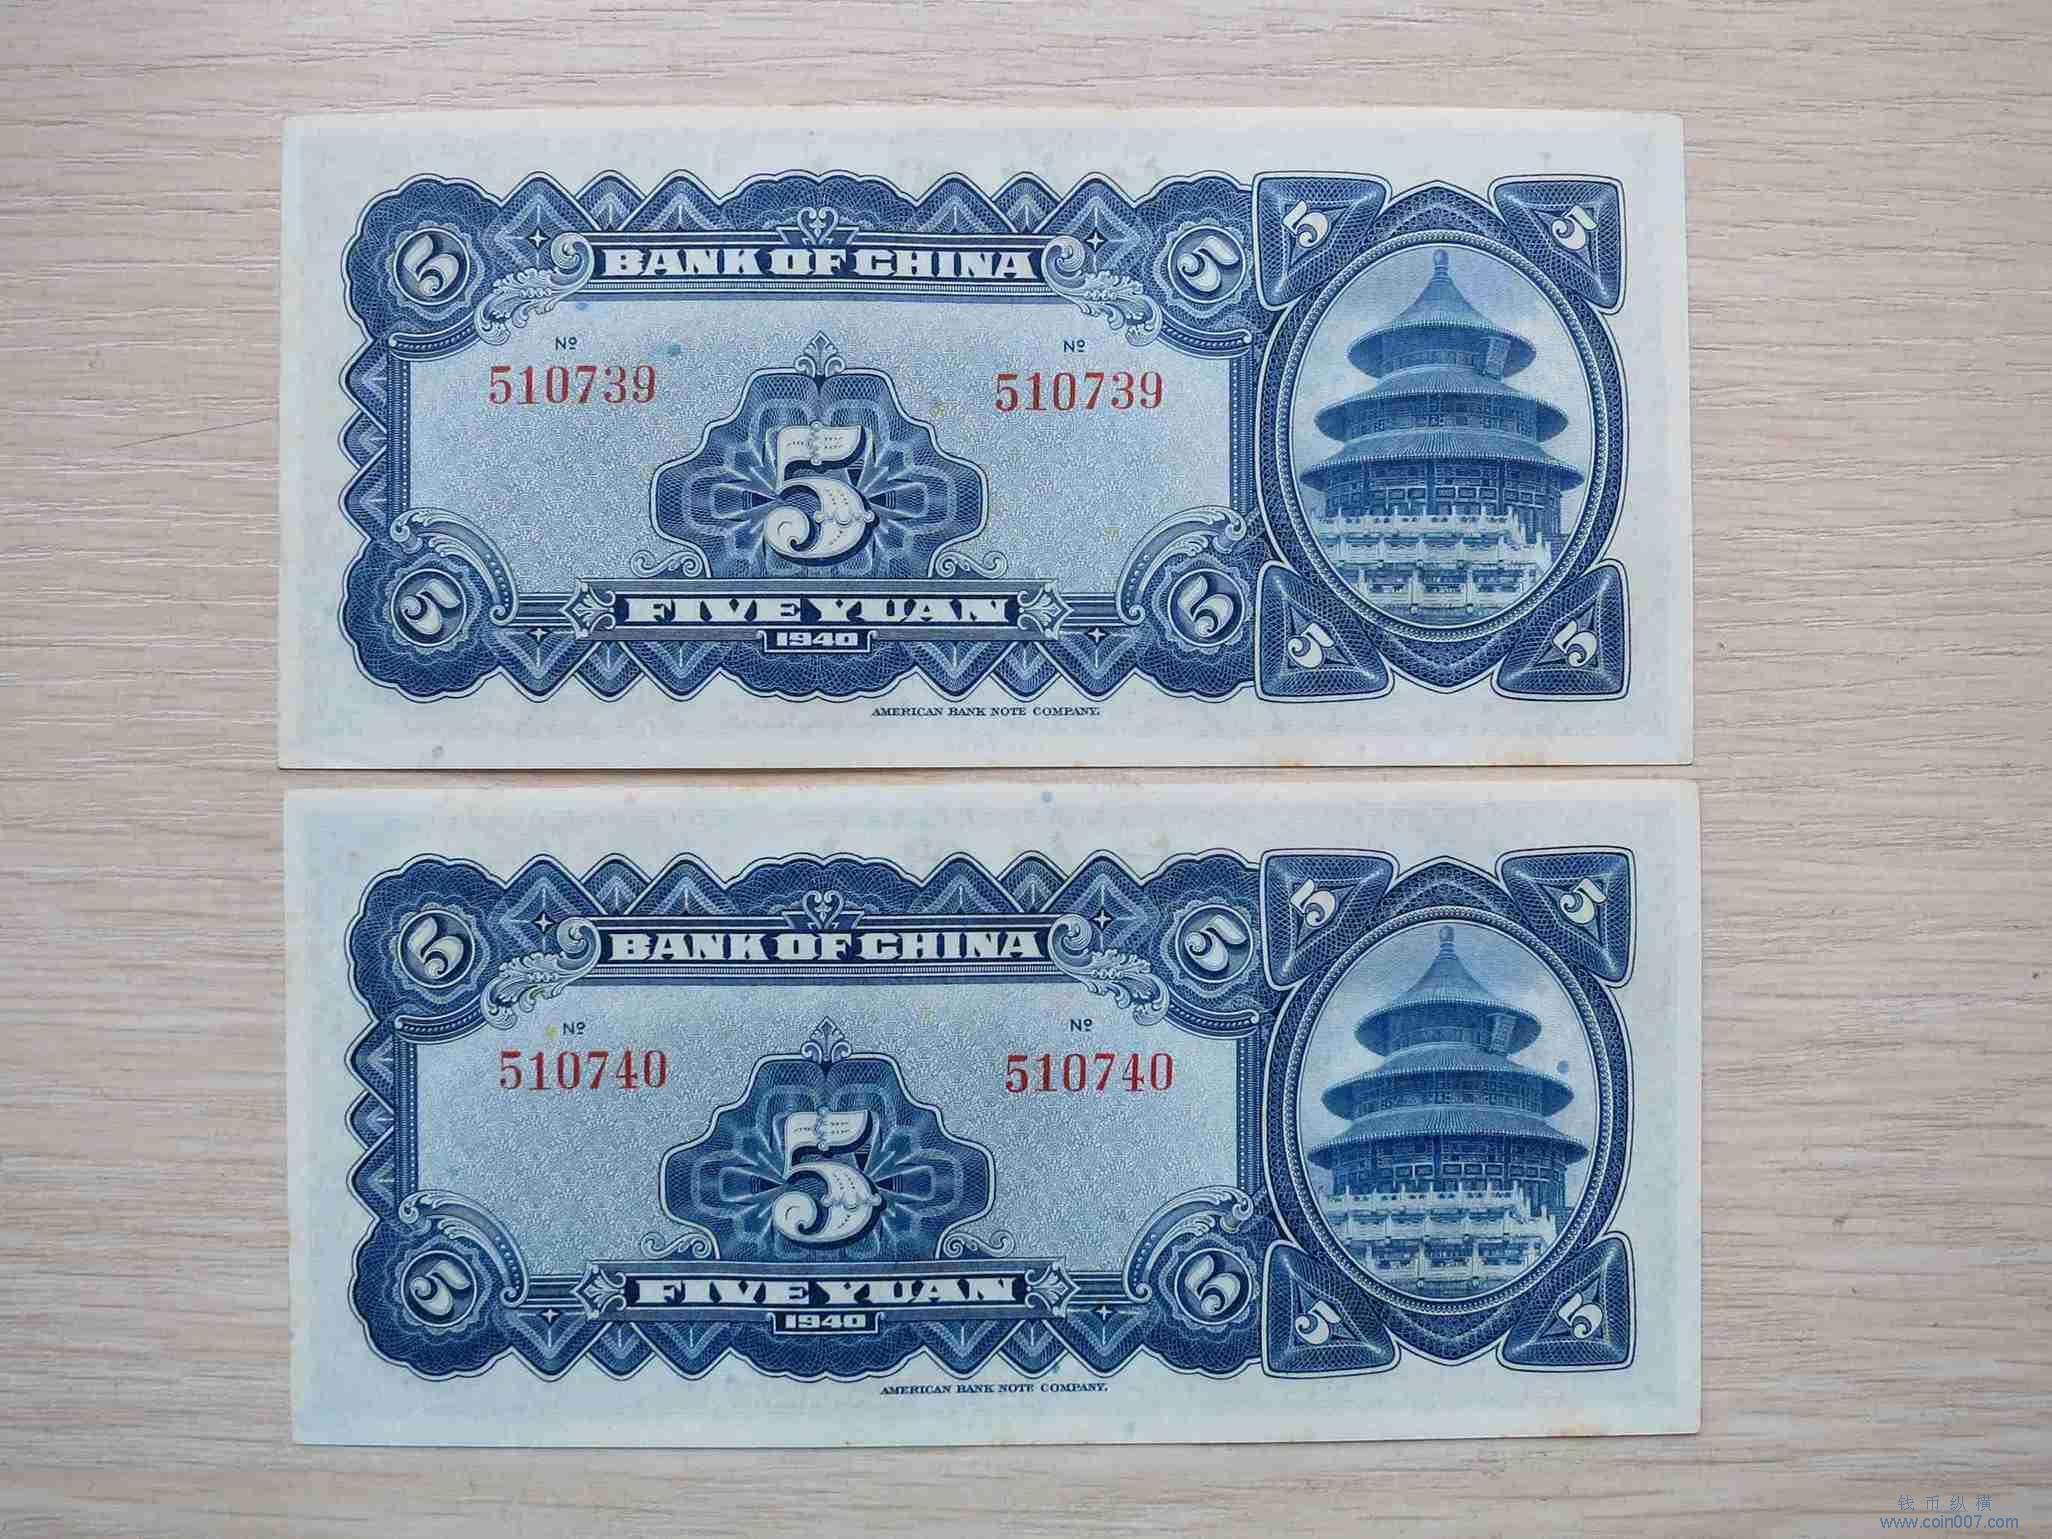 5 BANK OF CHINA 5 5 5
Nº Nº
510739 510739
5
5 FIVE YUAN 5 5 5
1940
AMERICAN BANK NOTE COMPANY.
5 BANK OF CHINA 5 5 5
Nº Nº
510740 510740
5
5 FIVE YUAN 5 5 5
1940
AMERICAN BANK NOTE COMPANY.
钱币纵横
www.coin007.com